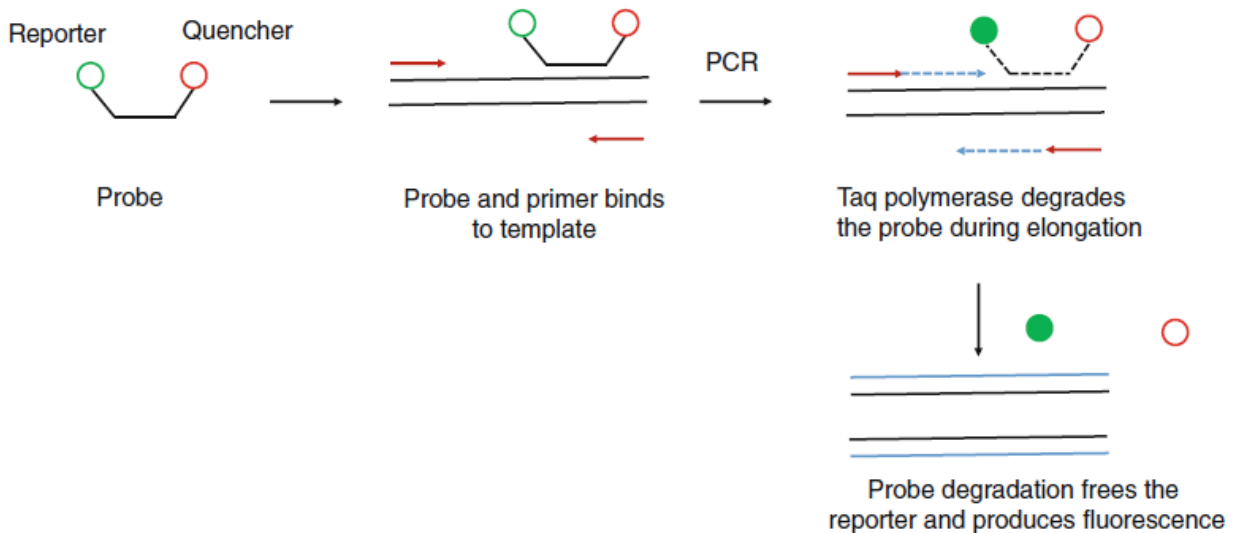 Reporter
Quencher
Probe
Probe and primer binds
to template
PCR
Taq polymerase degrades
the probe during elongation
Probe degradation frees the
reporter and produces fluorescence